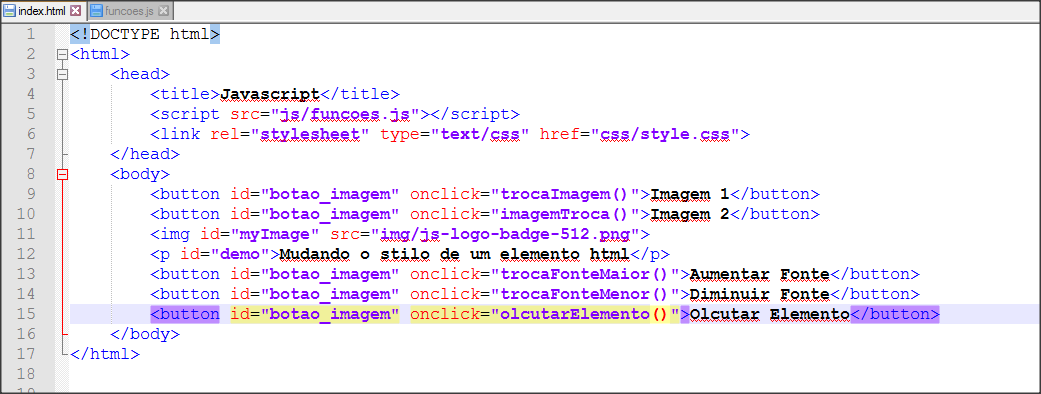 index.html funcoes.js
1 <!DOCTYPE html>
2 <html>
3 <head>
4 <title>Javascript</title>
5 <script src="js/funcoes.js"></script>
6 <link rel="stylesheet" type="text/css" href="css/style.css">
7 </head>
8 <body>
9 <button id="botao_imagem" onclick="trocaImagem()">Imagem 1</button>
10 <button id="botao_imagem" onclick="imagemTroca()">Imagem 2</button>
11 <img id="myImage" src="img/js-logo-badge-512.png">
12 <p id="demo">Mudando o stilo de um elemento html</p>
13 <button id="botao_imagem" onclick="trocaFonteMaior()">Aumentar Fonte</button>
14 <button id="botao_imagem" onclick="trocaFonteMenor()">Diminuir Fonte</button>
15 <button id="botao_imagem" onclick="olcutarElemento()">Olcutar Elemento</button>
16 </body>
17 </html>
18
19